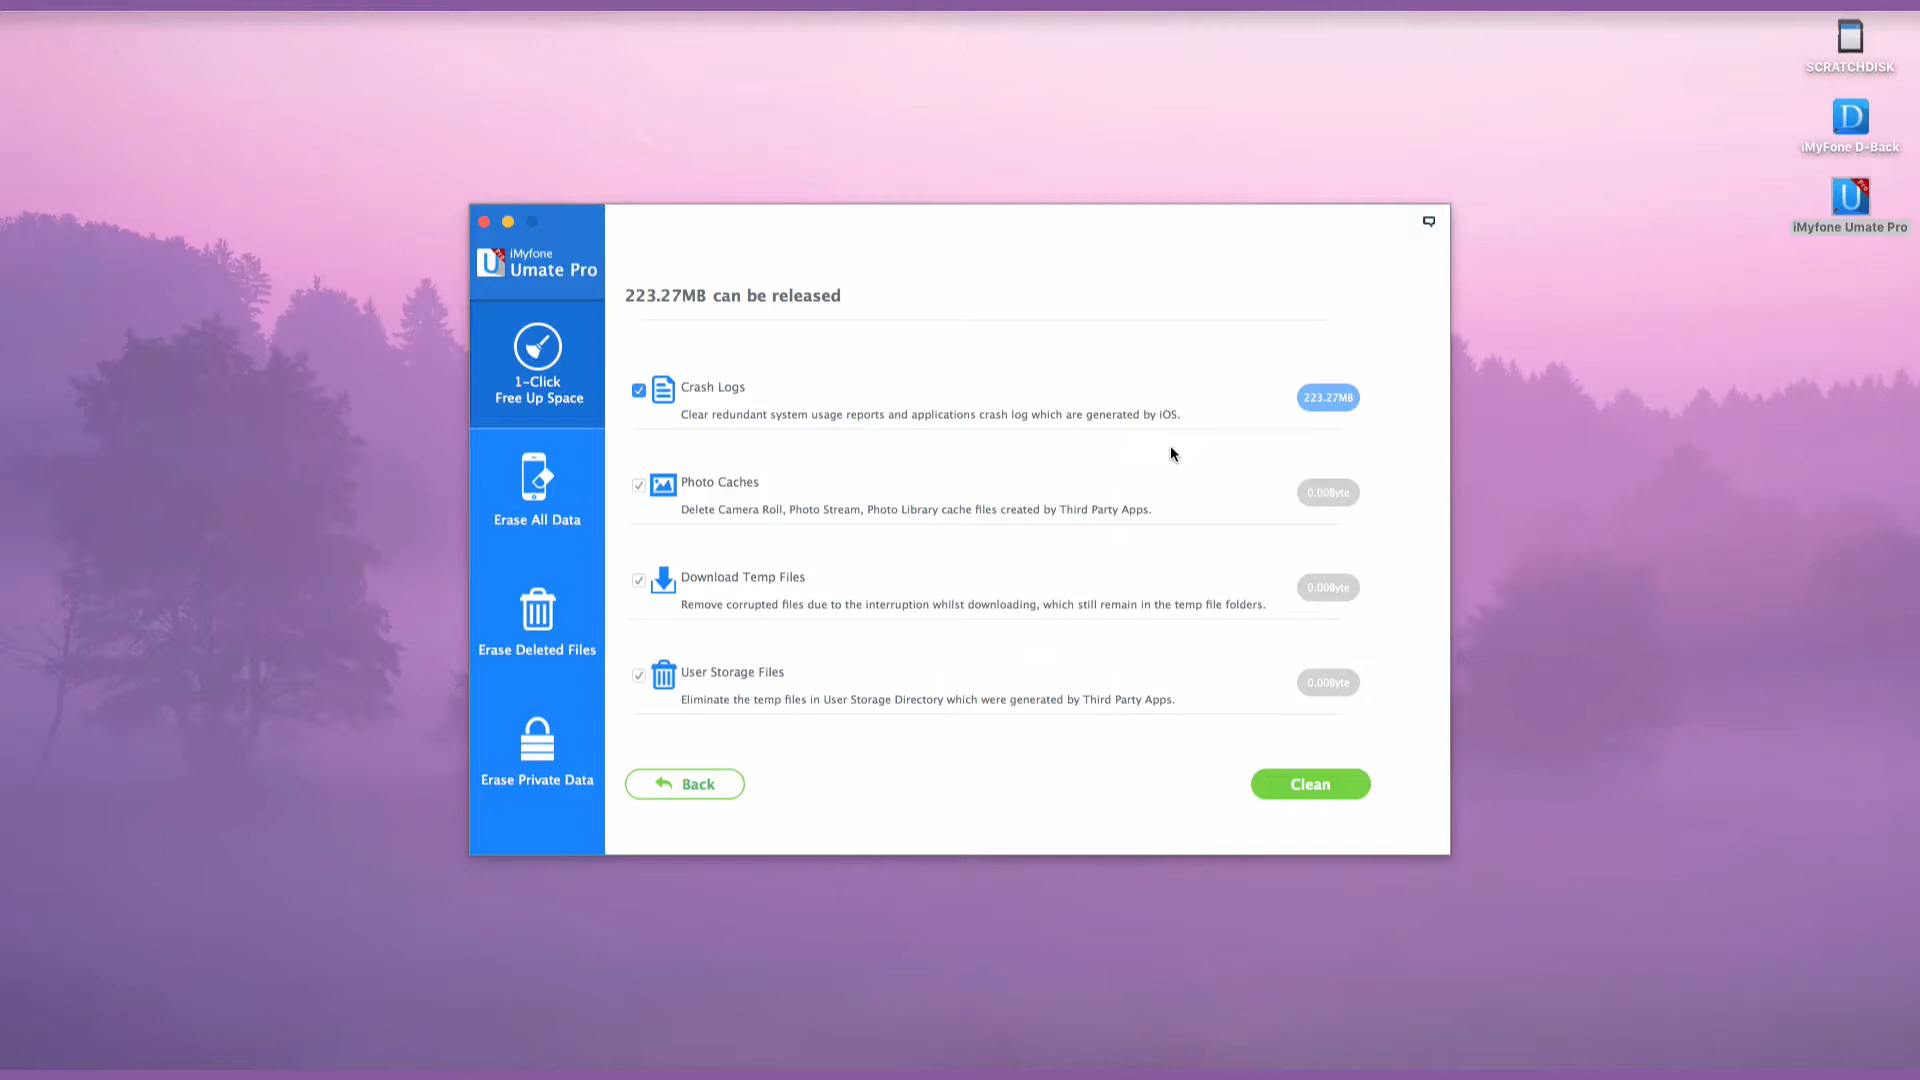 SCRATCHDISK
D
iMyFone D-Back
U
Pro
iMyfone Umate Pro
U
iMyfone
Umate Pro
1-Click
Free Up Space
Erase All Data
Erase Deleted Files
Erase Private Data
223.27MB can be released
Crash Logs
223.27MB
Clear redundant system usage reports and applications crash log which are generated by iOS.
Photo Caches
0.00Byte
Delete Camera Roll, Photo Stream, Photo Library cache files created by Third Party Apps.
Download Temp Files
0.00Byte
Remove corrupted files due to the interruption whilst downloading, which still remain in the temp file folders.
User Storage Files
0.00Byte
Eliminate the temp files in User Storage Directory which were generated by Third Party Apps.
Back
Clean